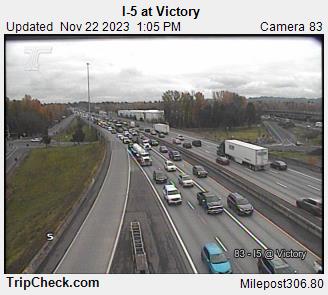 I-5 at Victory
Updated Nov 22 2023 1:05 PM Camera 83
S
83 - I5 @ Victory
TripCheck.com Milepost306.80